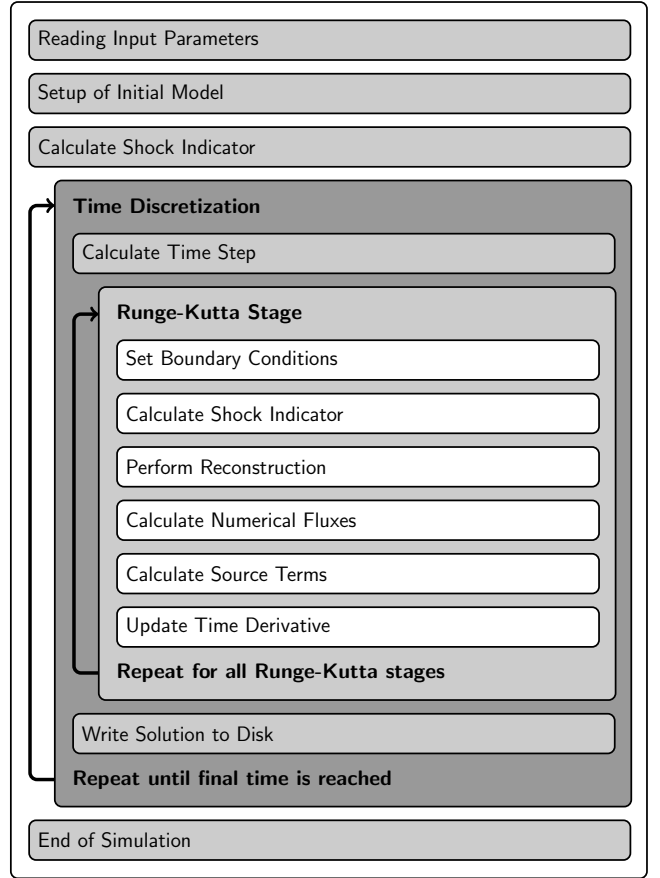 Reading Input Parameters
Setup of Initial Model
Calculate Shock Indicator
Time Discretization
Calculate Time Step
Runge-Kutta Stage
Set Boundary Conditions
Calculate Shock Indicator
Perform Reconstruction
Calculate Numerical Fluxes
Calculate Source Terms
Update Time Derivative
Repeat for all Runge-Kutta stages
Write Solution to Disk
Repeat until final time is reached
End of Simulation